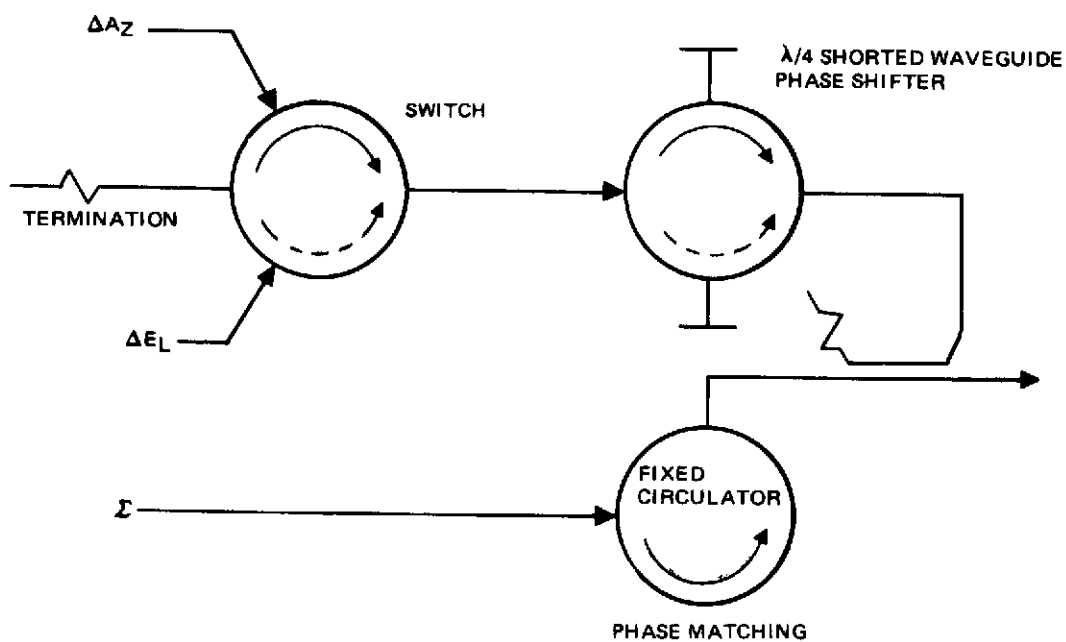 ΔAZ
SWITCH
λ/4 SHORTED WAVEGUIDE
PHASE SHIFTER
TERMINATION
ΔEL
Σ
FIXED
CIRCULATOR
PHASE MATCHING